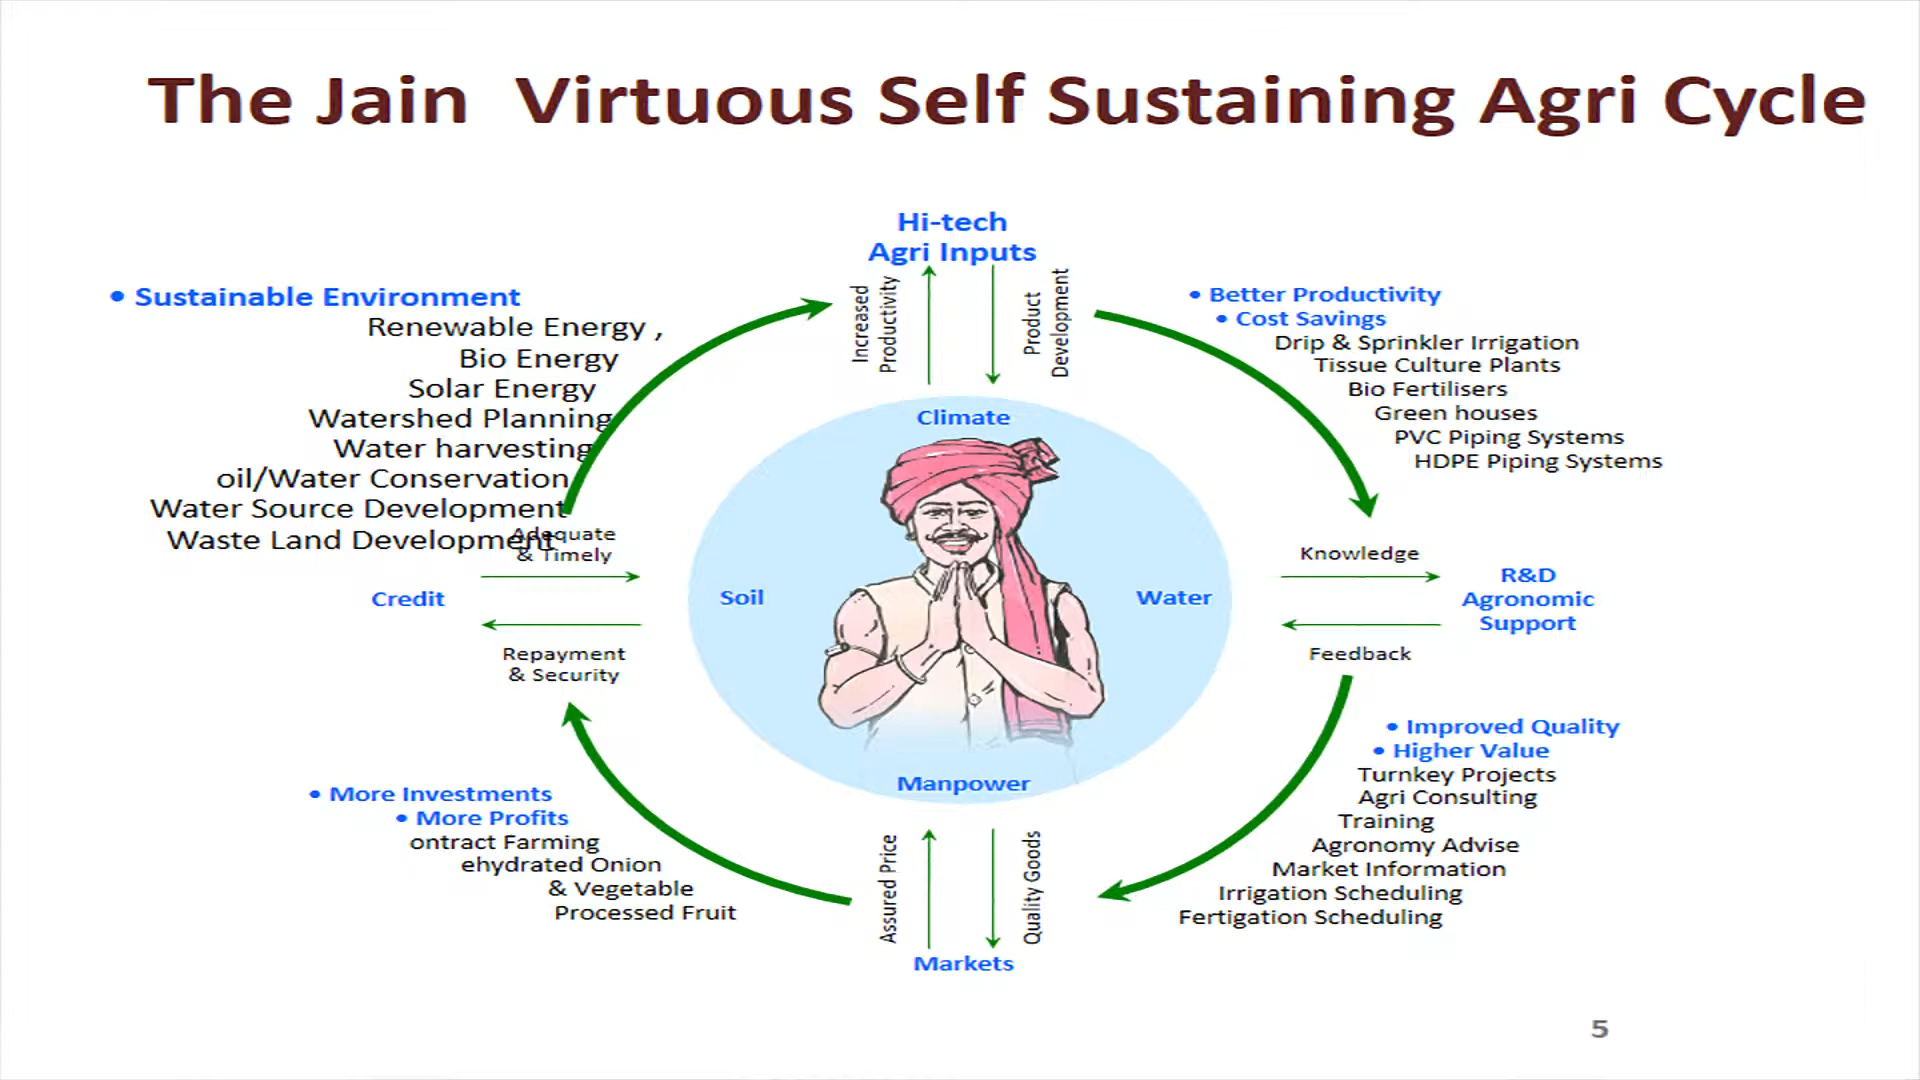 The Jain Virtuous Self Sustaining Agri Cycle
Hi-tech
Agri Inputs
Increased
Productivity
Product
Development
• Sustainable Environment
Renewable Energy ,
Bio Energy
Solar Energy
Watershed Planning
Water harvesting
oil/Water Conservation
Water Source Development
Waste Land Development
• Better Productivity
• Cost Savings
Drip & Sprinkler Irrigation
Tissue Culture Plants
Bio Fertilisers
Green houses
PVC Piping Systems
HDPE Piping Systems
Climate
Soil
Water
Manpower
Adequate
& Timely
Credit
Repayment
& Security
Knowledge
R&D
Agronomic
Support
Feedback
• Improved Quality
• Higher Value
Turnkey Projects
Agri Consulting
Training
Agronomy Advise
Market Information
Irrigation Scheduling
Fertigation Scheduling
• More Investments
• More Profits
ontract Farming
ehydrated Onion
& Vegetable
Processed Fruit
Assured Price
Quality Goods
Markets
5